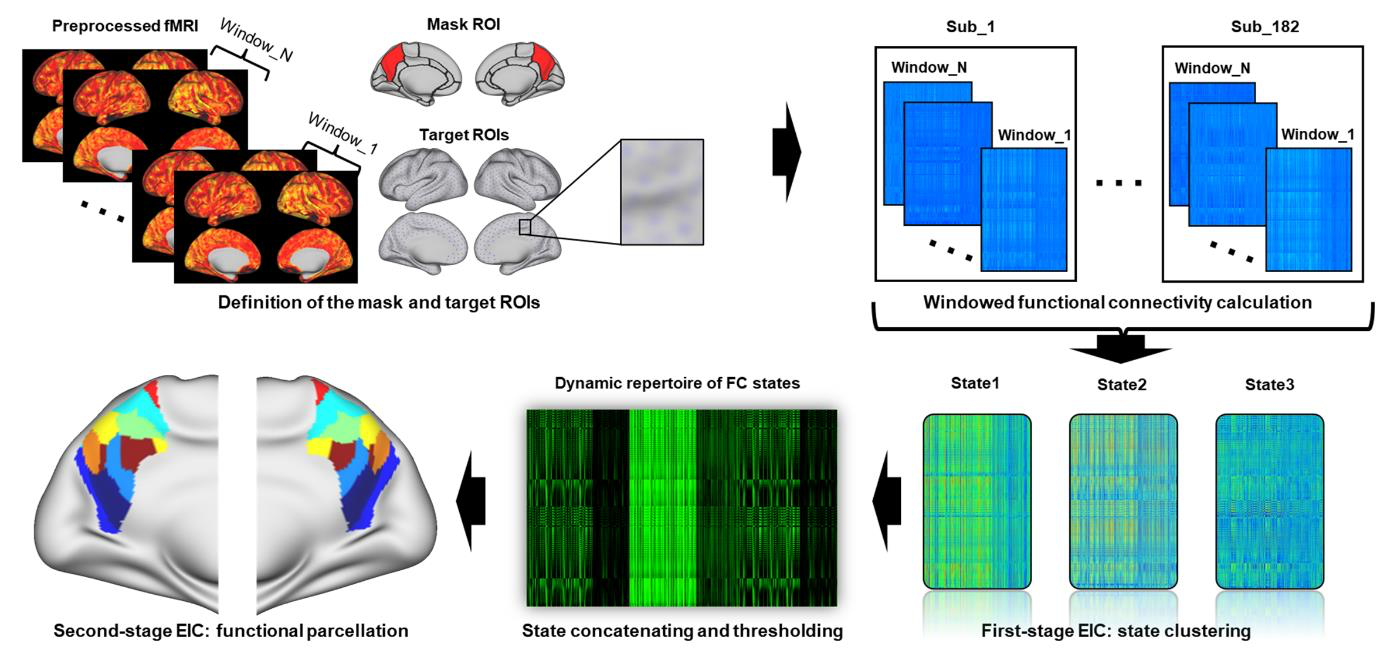 Preprocessed fMRI
Window_N
Window_1
Mask ROI
Target ROIs
Definition of the mask and target ROIs
Sub_1
Window_N
Window_1
Sub_182
Window_N
Window_1
Windowed functional connectivity calculation
State1
State2
State3
First-stage EIC: state clustering
Dynamic repertoire of FC states
State concatenating and thresholding
Second-stage EIC: functional parcellation